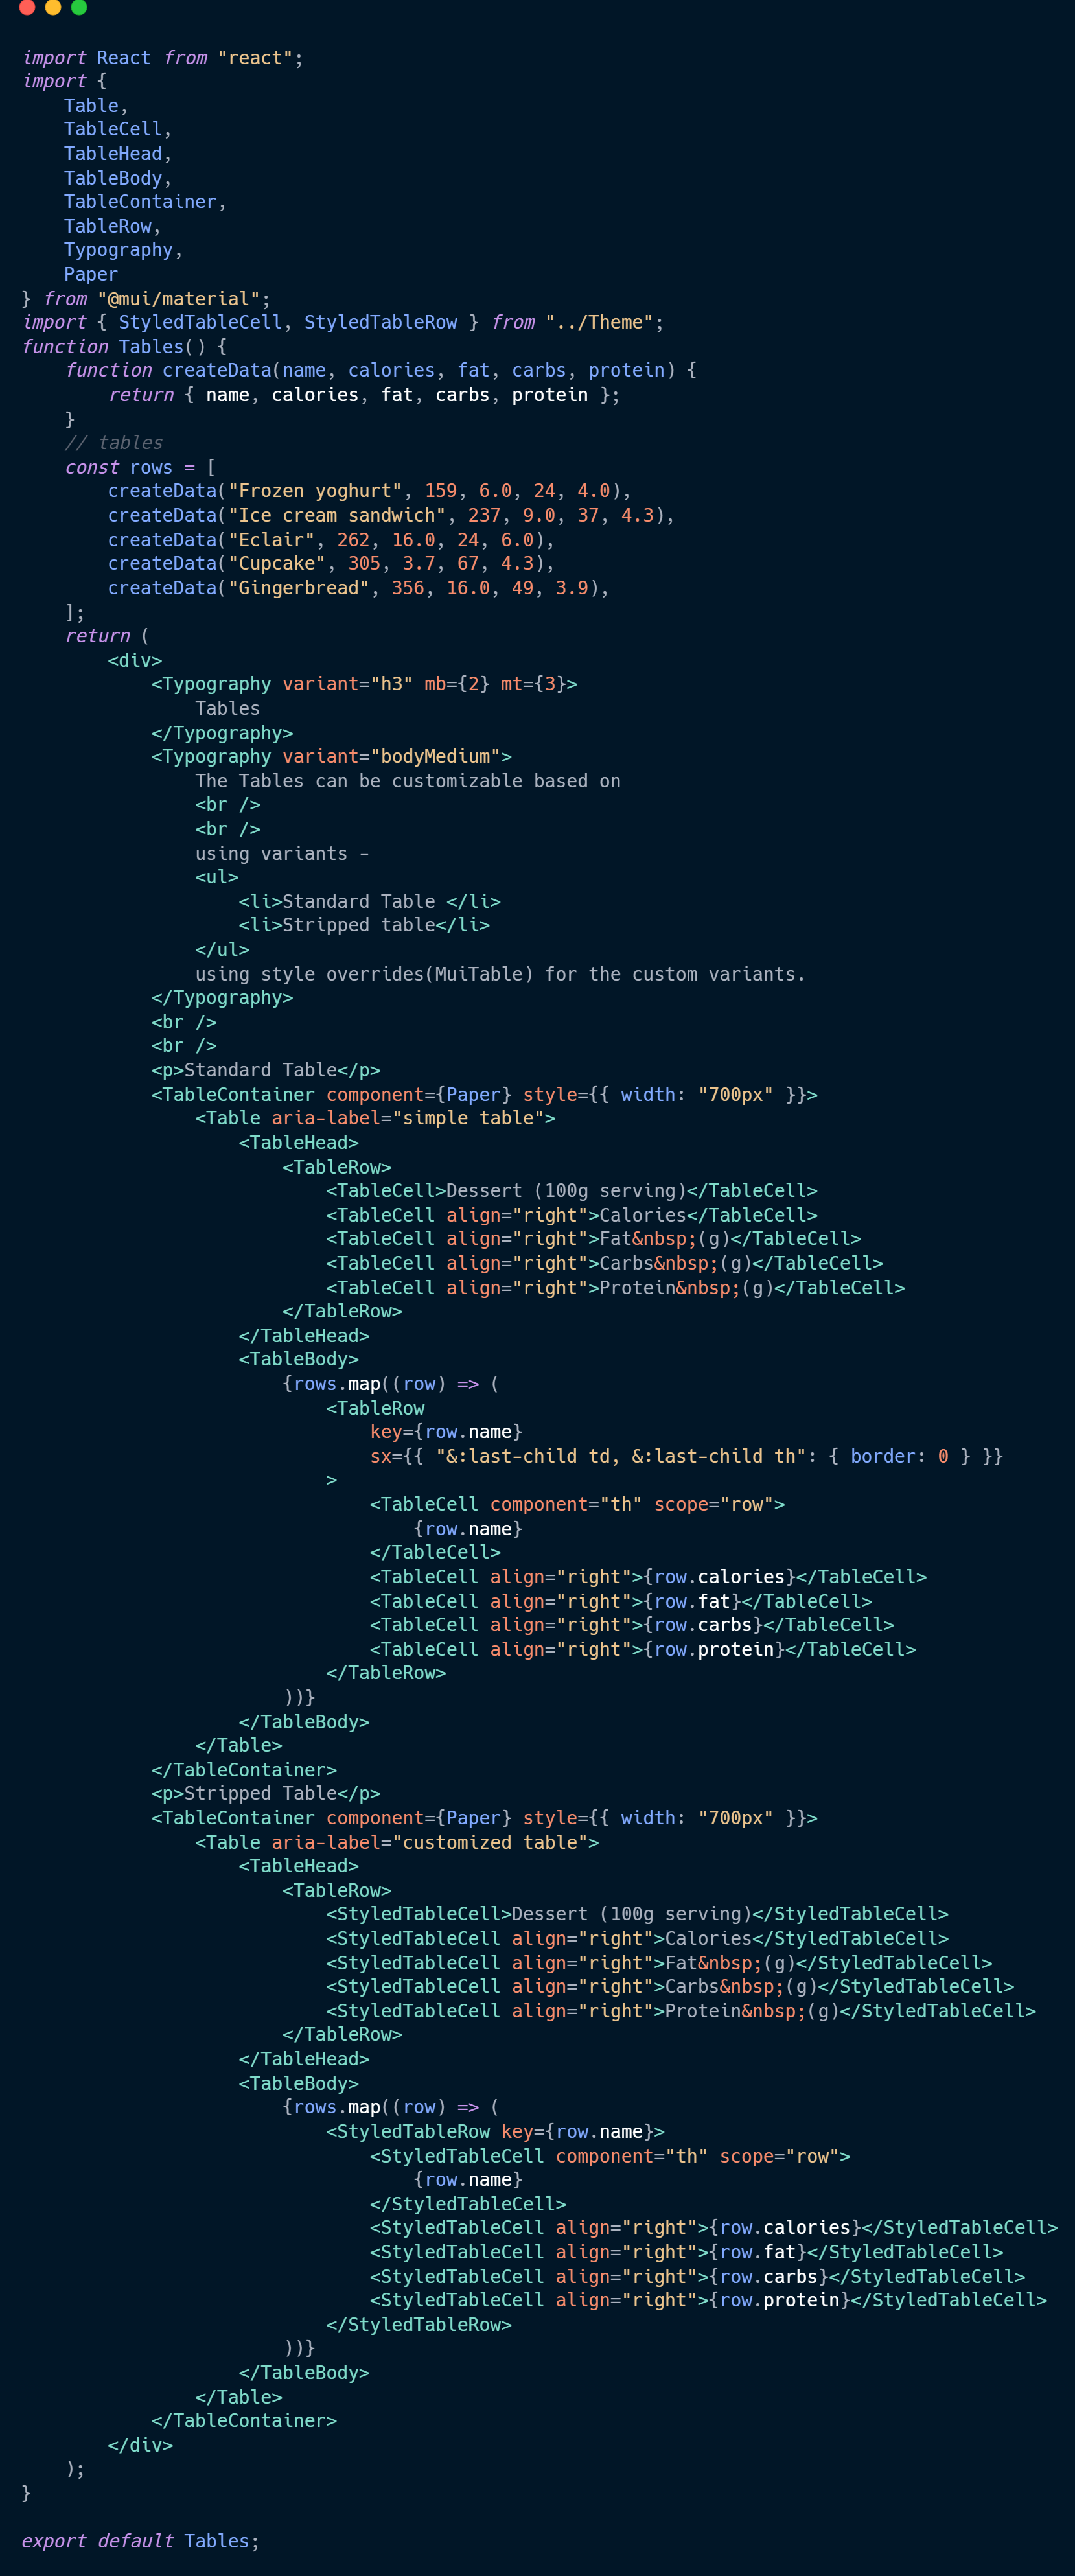 import React from "react";
import {
    Table,
    TableCell,
    TableHead,
    TableBody,
    TableContainer,
    TableRow,
    Typography,
    Paper
} from "@mui/material";
import { StyledTableCell, StyledTableRow } from "../Theme";
function Tables() {
    function createData(name, calories, fat, carbs, protein) {
        return { name, calories, fat, carbs, protein };
    }
    // tables
    const rows = [
        createData("Frozen yoghurt", 159, 6.0, 24, 4.0),
        createData("Ice cream sandwich", 237, 9.0, 37, 4.3),
        createData("Eclair", 262, 16.0, 24, 6.0),
        createData("Cupcake", 305, 3.7, 67, 4.3),
        createData("Gingerbread", 356, 16.0, 49, 3.9),
    ];
    return (
        <div>
            <Typography variant="h3" mb={2} mt={3}>
                Tables
            </Typography>
            <Typography variant="bodyMedium">
                The Tables can be customizable based on
                <br />
                <br />
                using variants -
                <ul>
                    <li>Standard Table </li>
                    <li>Stripped table</li>
                </ul>
                using style overrides(MuiTable) for the custom variants.
            </Typography>
            <br />
            <br />
            <p>Standard Table</p>
            <TableContainer component={Paper} style={{ width: "700px" }}>
                <Table aria-label="simple table">
                    <TableHead>
                        <TableRow>
                            <TableCell>Dessert (100g serving)</TableCell>
                            <TableCell align="right">Calories</TableCell>
                            <TableCell align="right">Fat&nbsp;(g)</TableCell>
                            <TableCell align="right">Carbs&nbsp;(g)</TableCell>
                            <TableCell align="right">Protein&nbsp;(g)</TableCell>
                        </TableRow>
                    </TableHead>
                    <TableBody>
                        {rows.map((row) => (
                            <TableRow
                                key={row.name}
                                sx={{ "&:last-child td, &:last-child th": { border: 0 } }}
                            >
                                <TableCell component="th" scope="row">
                                    {row.name}
                                </TableCell>
                                <TableCell align="right">{row.calories}</TableCell>
                                <TableCell align="right">{row.fat}</TableCell>
                                <TableCell align="right">{row.carbs}</TableCell>
                                <TableCell align="right">{row.protein}</TableCell>
                            </TableRow>
                        ))}
                    </TableBody>
                </Table>
            </TableContainer>
            <p>Stripped Table</p>
            <TableContainer component={Paper} style={{ width: "700px" }}>
                <Table aria-label="customized table">
                    <TableHead>
                        <TableRow>
                            <StyledTableCell>Dessert (100g serving)</StyledTableCell>
                            <StyledTableCell align="right">Calories</StyledTableCell>
                            <StyledTableCell align="right">Fat&nbsp;(g)</StyledTableCell>
                            <StyledTableCell align="right">Carbs&nbsp;(g)</StyledTableCell>
                            <StyledTableCell align="right">Protein&nbsp;(g)</StyledTableCell>
                        </TableRow>
                    </TableHead>
                    <TableBody>
                        {rows.map((row) => (
                            <StyledTableRow key={row.name}>
                                <StyledTableCell component="th" scope="row">
                                    {row.name}
                                </StyledTableCell>
                                <StyledTableCell align="right">{row.calories}</StyledTableCell>
                                <StyledTableCell align="right">{row.fat}</StyledTableCell>
                                <StyledTableCell align="right">{row.carbs}</StyledTableCell>
                                <StyledTableCell align="right">{row.protein}</StyledTableCell>
                            </StyledTableRow>
                        ))}
                    </TableBody>
                </Table>
            </TableContainer>
        </div>
    );
}

export default Tables;